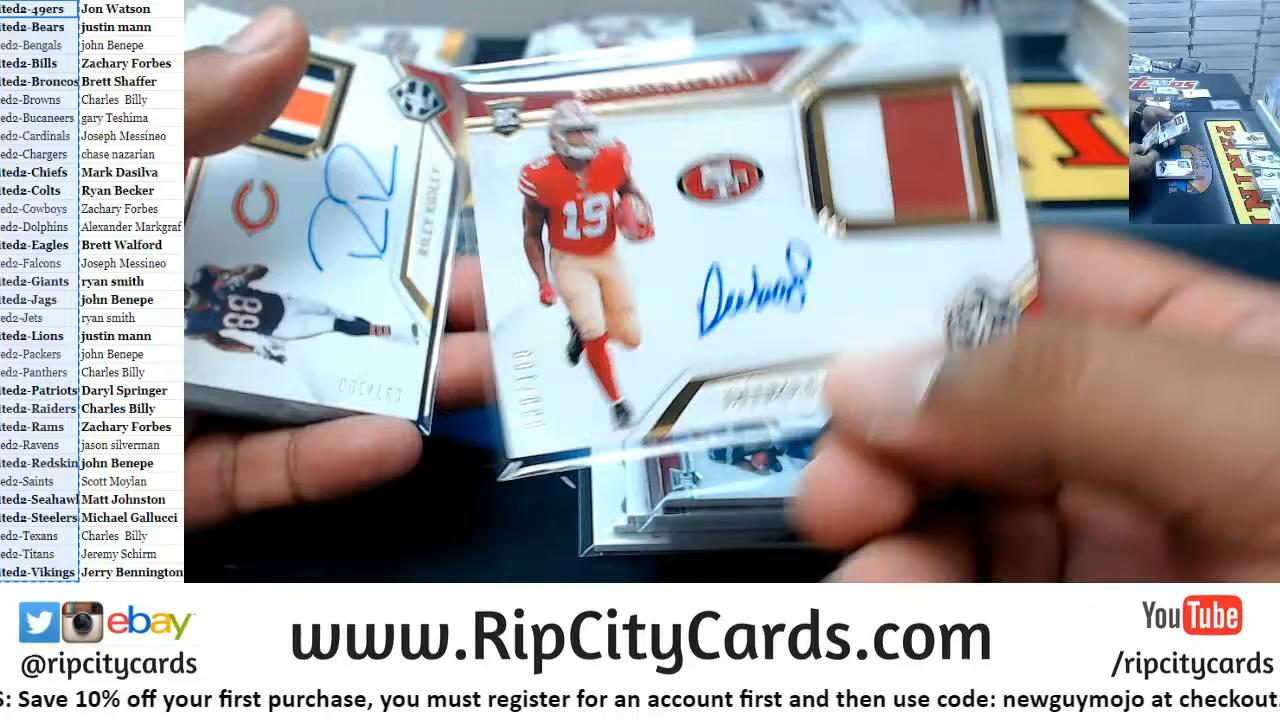 ited2-49ers Jon Watson
ited2-Bears justin mann
ed2-Bengals john Benepe
ited2-Bills Zachary Forbes
ited2-Broncos Brett Shaffer
ed2-Browns Charles Billy
ed2-Bucaneers gary Teshima
ed2-Cardinals Joseph Messineo
ed2-Chargers chase nazarian
ited2-Chiefs Mark Dasilva
ited2-Colts Ryan Becker
ed2-Cowboys Zachary Forbes
ed2-Dolphins Alexander Markgraf
ited2-Eagles Brett Walford
ed2-Falcons Joseph Messineo
ited2-Giants ryan smith
ited2-Jags john Benepe
ited2-Jets ryan smith
ited2-Lions justin mann
ed2-Packers john Benepe
ed2-Panthers Charles Billy
ited2-Patriots Daryl Springer
ited2-Raiders Charles Billy
ited2-Rams Zachary Forbes
ed2-Ravens jason silverman
ited2-Redskin john Benepe
ed2-Saints Scott Moylan
ited2-Seahawl Matt Johnston
ited2-Steelers Michael Gallucci
ed2-Texans Charles Billy
ed2-Titans Jeremy Schirm
ited2-Vikings Jerry Bennington
RILEY RIDLEY
88
RC
19
SF
PANINI
ebay
@ripcitycards
www.RipCityCards.com
YouTube
/ripcitycards
S: Save 10% off your first purchase, you must register for an account first and then use code: newguymojo at checkout.